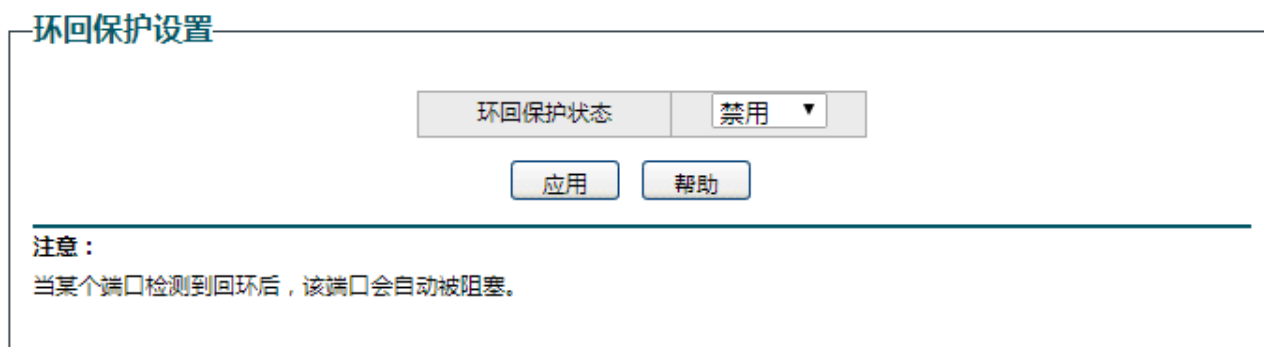 环回保护设置
环回保护状态 禁用
应用 帮助
注意：
当某个端口检测到回环后，该端口会自动被阻塞。